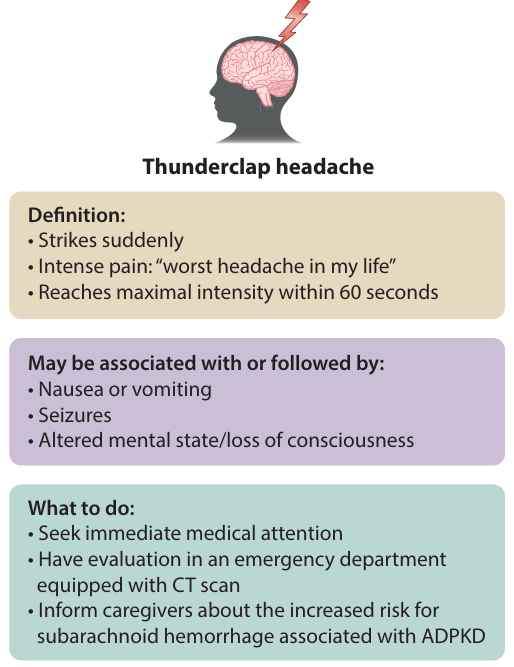 Thunderclap headache
Definition:
• Strikes suddenly
• Intense pain: “worst headache in my life”
• Reaches maximal intensity within 60 seconds
May be associated with or followed by:
• Nausea or vomiting
• Seizures
• Altered mental state/loss of consciousness
What to do:
• Seek immediate medical attention
• Have evaluation in an emergency department
equipped with CT scan
• Inform caregivers about the increased risk for
subarachnoid hemorrhage associated with ADPKD